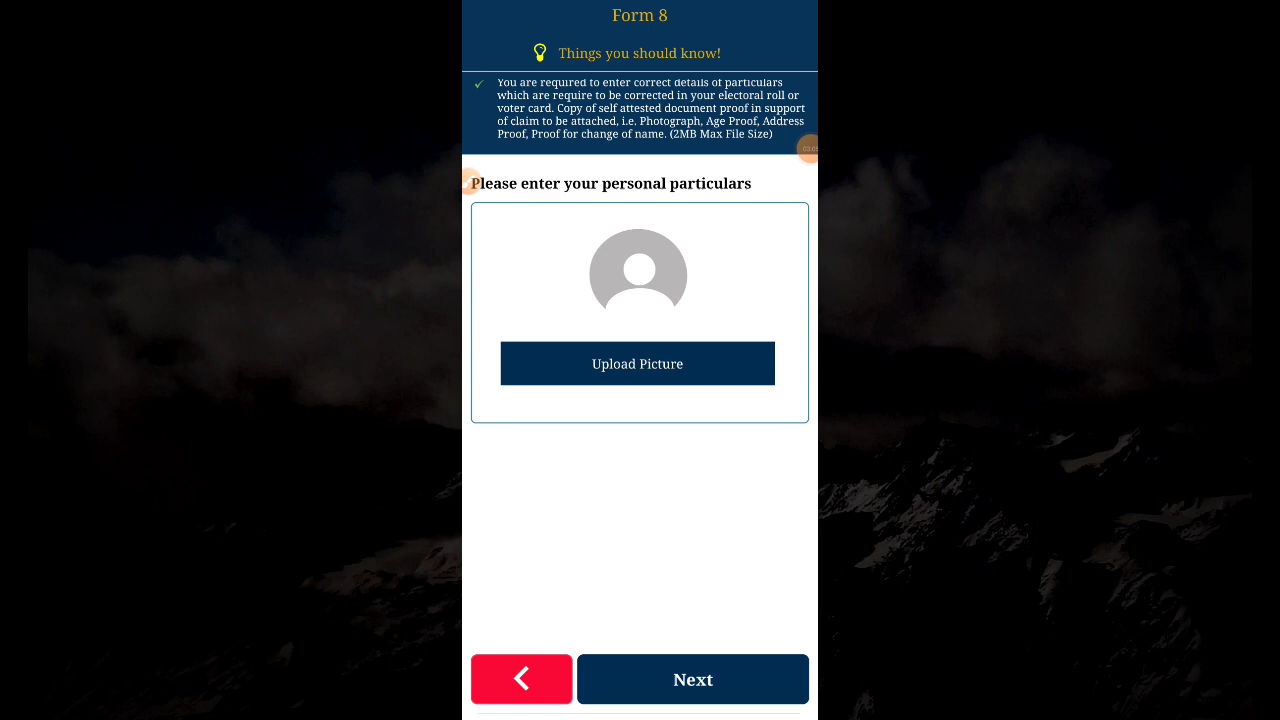 Form 8
Things you should know!
You are required to enter correct details of particulars
which are require to be corrected in your electoral roll or
voter card. Copy of self attested document proof in support
of claim to be attached, i.e. Photograph, Age Proof, Address
Proof, Proof for change of name. (2MB Max File Size)
Please enter your personal particulars
Upload Picture
Next